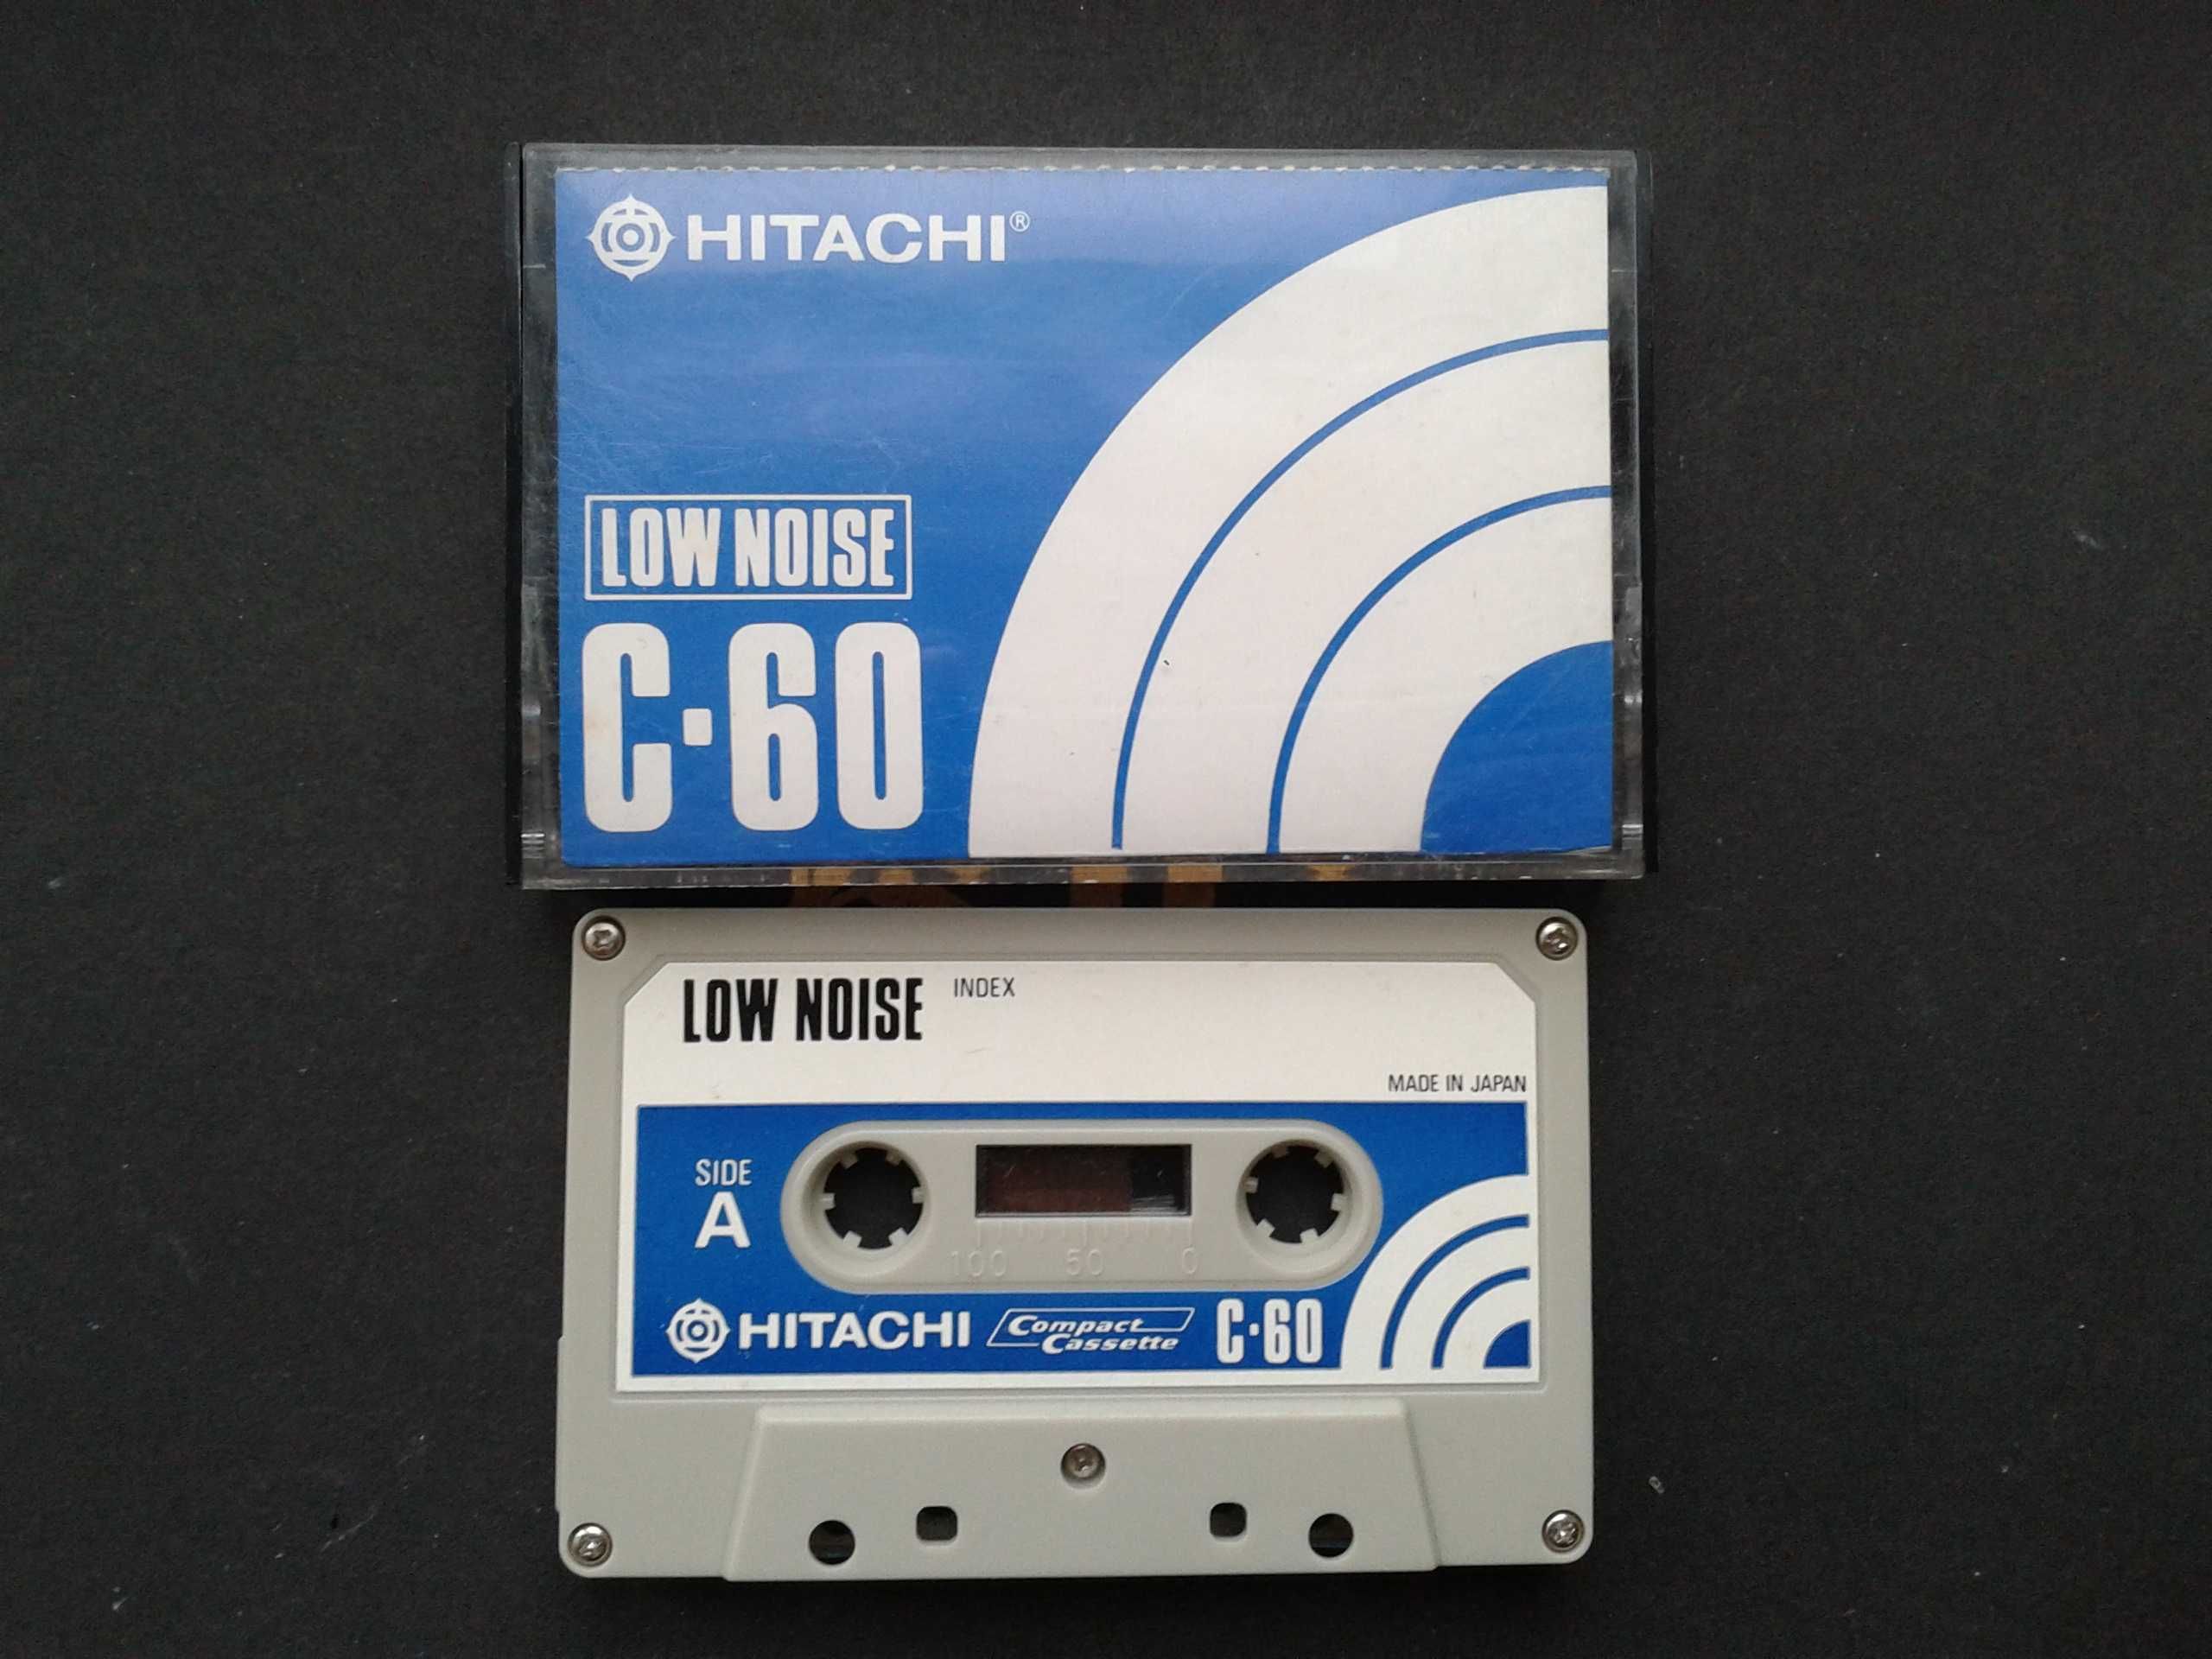 HITACHI®
LOW NOISE
C·60
LOW NOISE INDEX
MADE IN JAPAN
SIDE
A
100 50 0
HITACHI Compact Cassette C·60